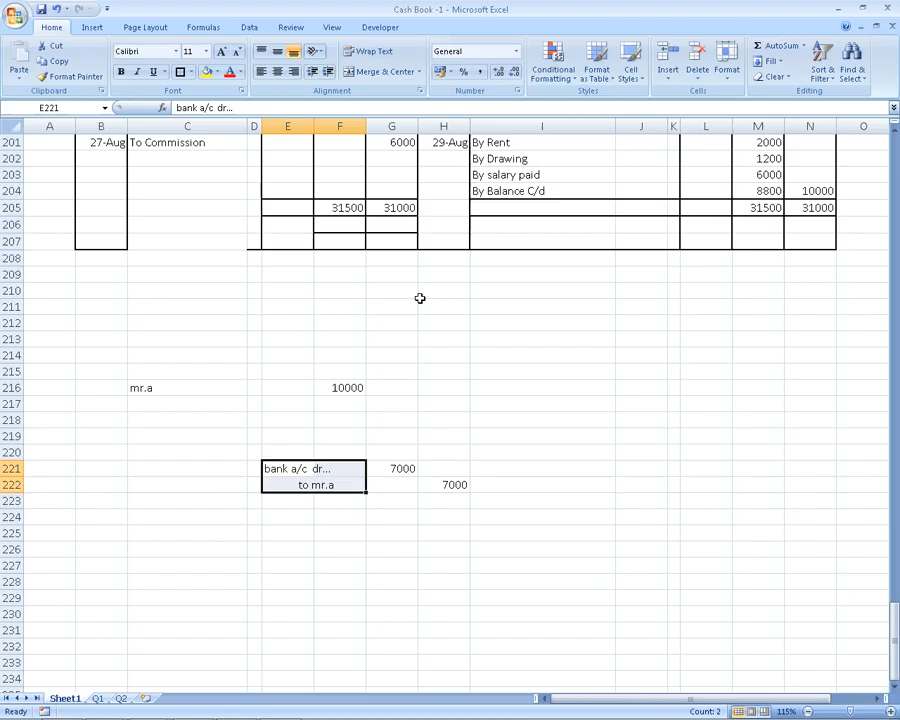 Cash Book -1 - Microsoft Excel
Home Insert Page Layout Formulas Data Review View Developer
Paste
Cut
Copy
Format Painter
Clipboard
Calibri 11 A A
B I U A
Font
Wrap Text
Merge & Center
Alignment
General
% ,
Number
Conditional Formatting
Format as Table
Cell Styles
Styles
Insert Delete Format
Cells
Σ AutoSum
Fill
Clear
Sort & Filter
Find & Select
Editing
E221 fx bank a/c dr...
A B C D E F G H I J K L M N O
201 27-Aug To Commission 6000 29-Aug By Rent 2000
202 By Drawing 1200
203 By salary paid 6000
204 By Balance C/d 8800 10000
205 31500 31000 31500 31000
206
207
208
209
210
211
212
213
214
215
216 mr.a 10000
217
218
219
220
221 bank a/c dr... 7000
222 to mr.a 7000
223
224
225
226
227
228
229
230
231
232
233
234
Sheet1 Q1 Q2
Ready Count: 2 115%